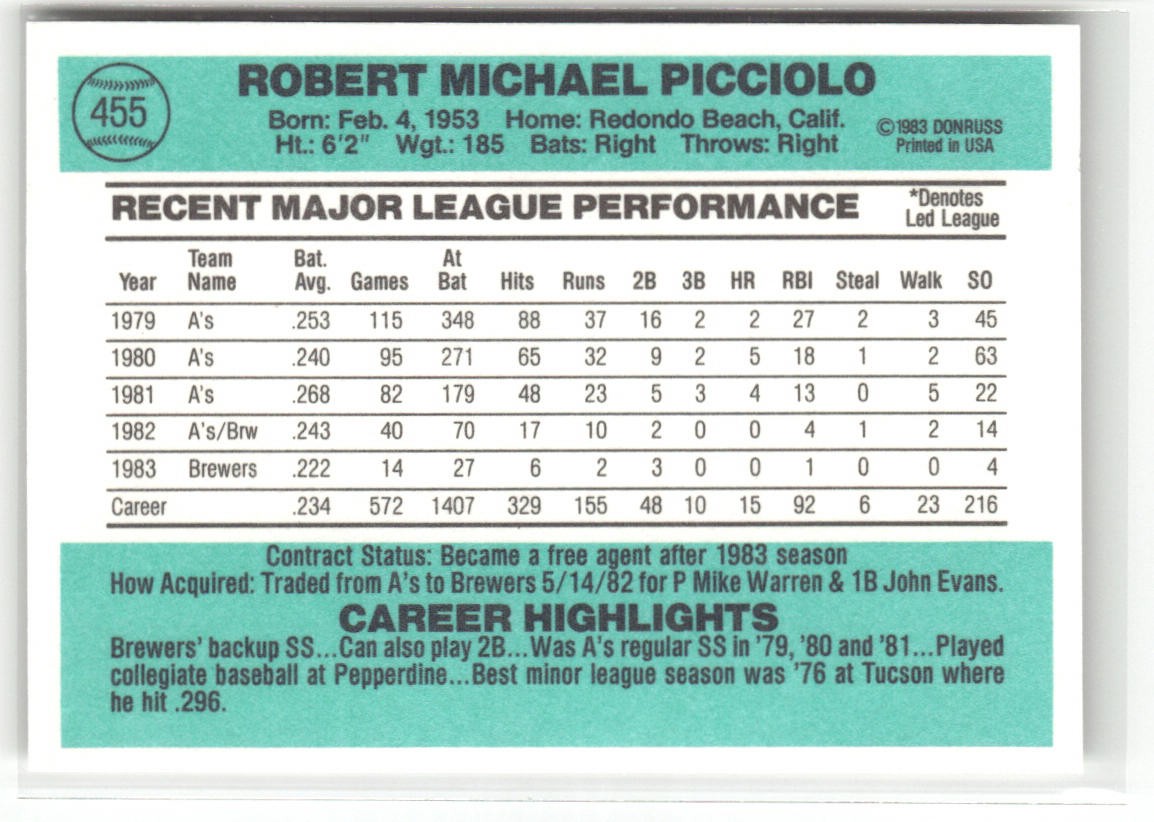 455
ROBERT MICHAEL PICCIOLO
Born: Feb. 4, 1953 Home: Redondo Beach, Calif.
Ht.: 6'2" Wgt.: 185 Bats: Right Throws: Right
©1983 DONRUSS
Printed in USA
RECENT MAJOR LEAGUE PERFORMANCE
*Denotes
Led League
Year Team Name Bat. Avg. Games At Bat Hits Runs 2B 3B HR RBI Steal Walk SO
1979 A's .253 115 348 88 37 16 2 2 27 2 3 45
1980 A's .240 95 271 65 32 9 2 5 18 1 2 63
1981 A's .268 82 179 48 23 5 3 4 13 0 5 22
1982 A's/Brw .243 40 70 17 10 2 0 0 4 1 2 14
1983 Brewers .222 14 27 6 2 3 0 0 1 0 0 4
Career .234 572 1407 329 155 48 10 15 92 6 23 216
Contract Status: Became a free agent after 1983 season
How Acquired: Traded from A's to Brewers 5/14/82 for P Mike Warren & 1B John Evans.
CAREER HIGHLIGHTS
Brewers' backup SS...Can also play 2B...Was A's regular SS in '79, '80 and '81...Played
collegiate baseball at Pepperdine...Best minor league season was '76 at Tucson where
he hit .296.